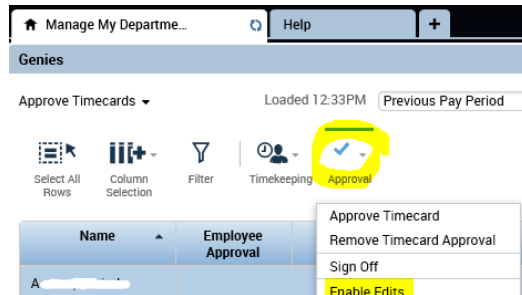 Manage My Departme... Help +
Genies
Approve Timecards Loaded 12:33PM Previous Pay Period
Select All Rows Column Selection Filter Timekeeping Approval
Approve Timecard
Name Employee Approval Remove Timecard Approval
Sign Off
A Enable Edits